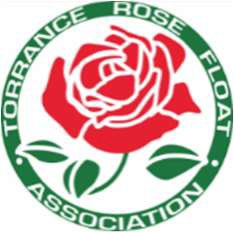 TORRANCE ROSE FLOAT
ASSOCIATION